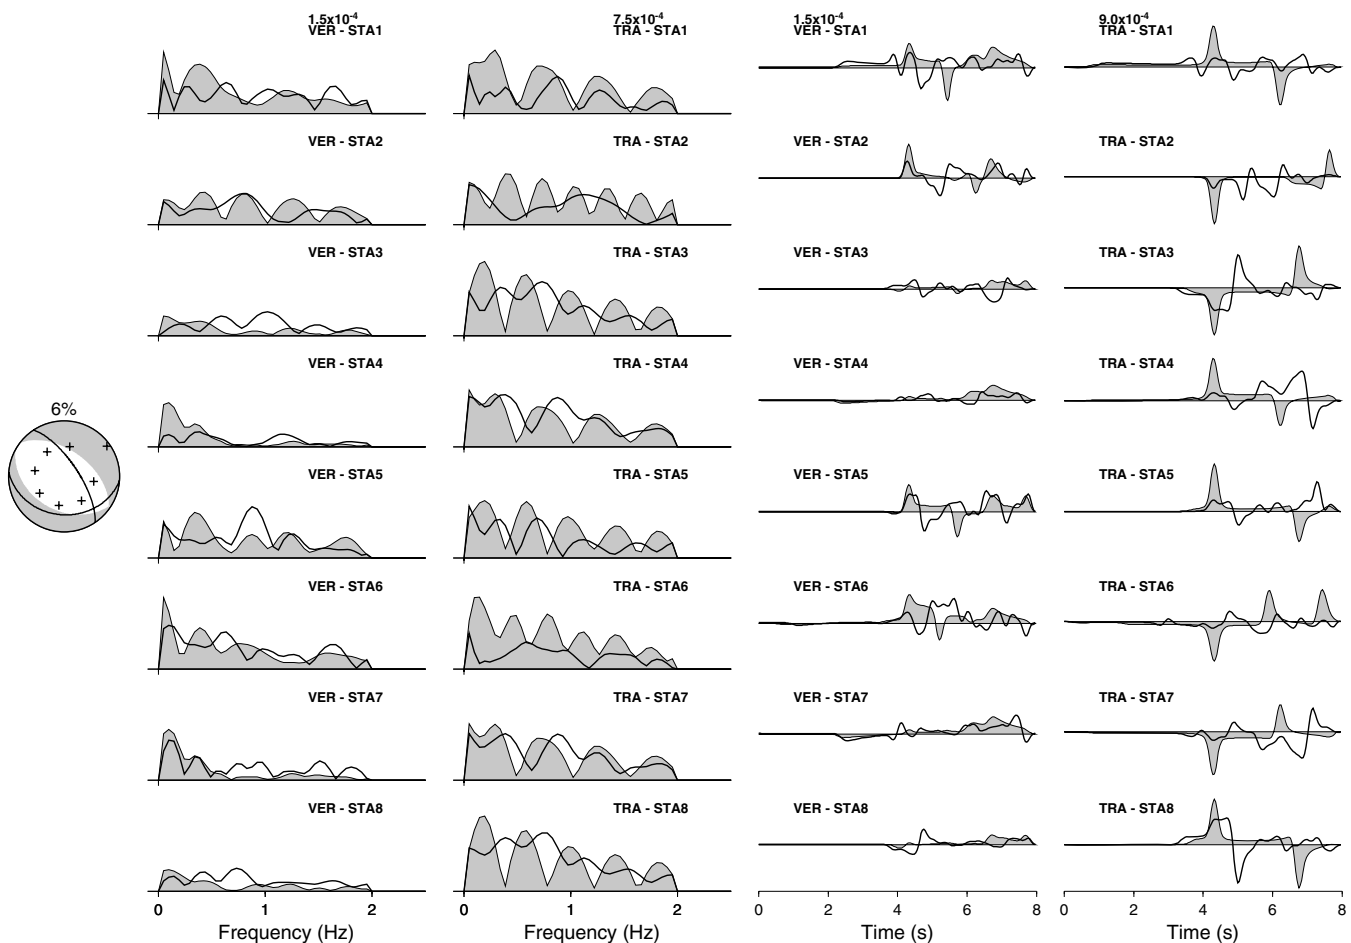 1.5x10-4 7.5x10-4 1.5x10-4 9.0x10-4
VER - STA1 TRA - STA1 VER - STA1 TRA - STA1
VER - STA2 TRA - STA2 VER - STA2 TRA - STA2
VER - STA3 TRA - STA3 VER - STA3 TRA - STA3
VER - STA4 TRA - STA4 VER - STA4 TRA - STA4
6%
VER - STA5 TRA - STA5 VER - STA5 TRA - STA5
VER - STA6 TRA - STA6 VER - STA6 TRA - STA6
VER - STA7 TRA - STA7 VER - STA7 TRA - STA7
VER - STA8 TRA - STA8 VER - STA8 TRA - STA8
0 1 2 0 1 2 0 2 4 6 8 0 2 4 6 8
Frequency (Hz) Frequency (Hz) Time (s) Time (s)